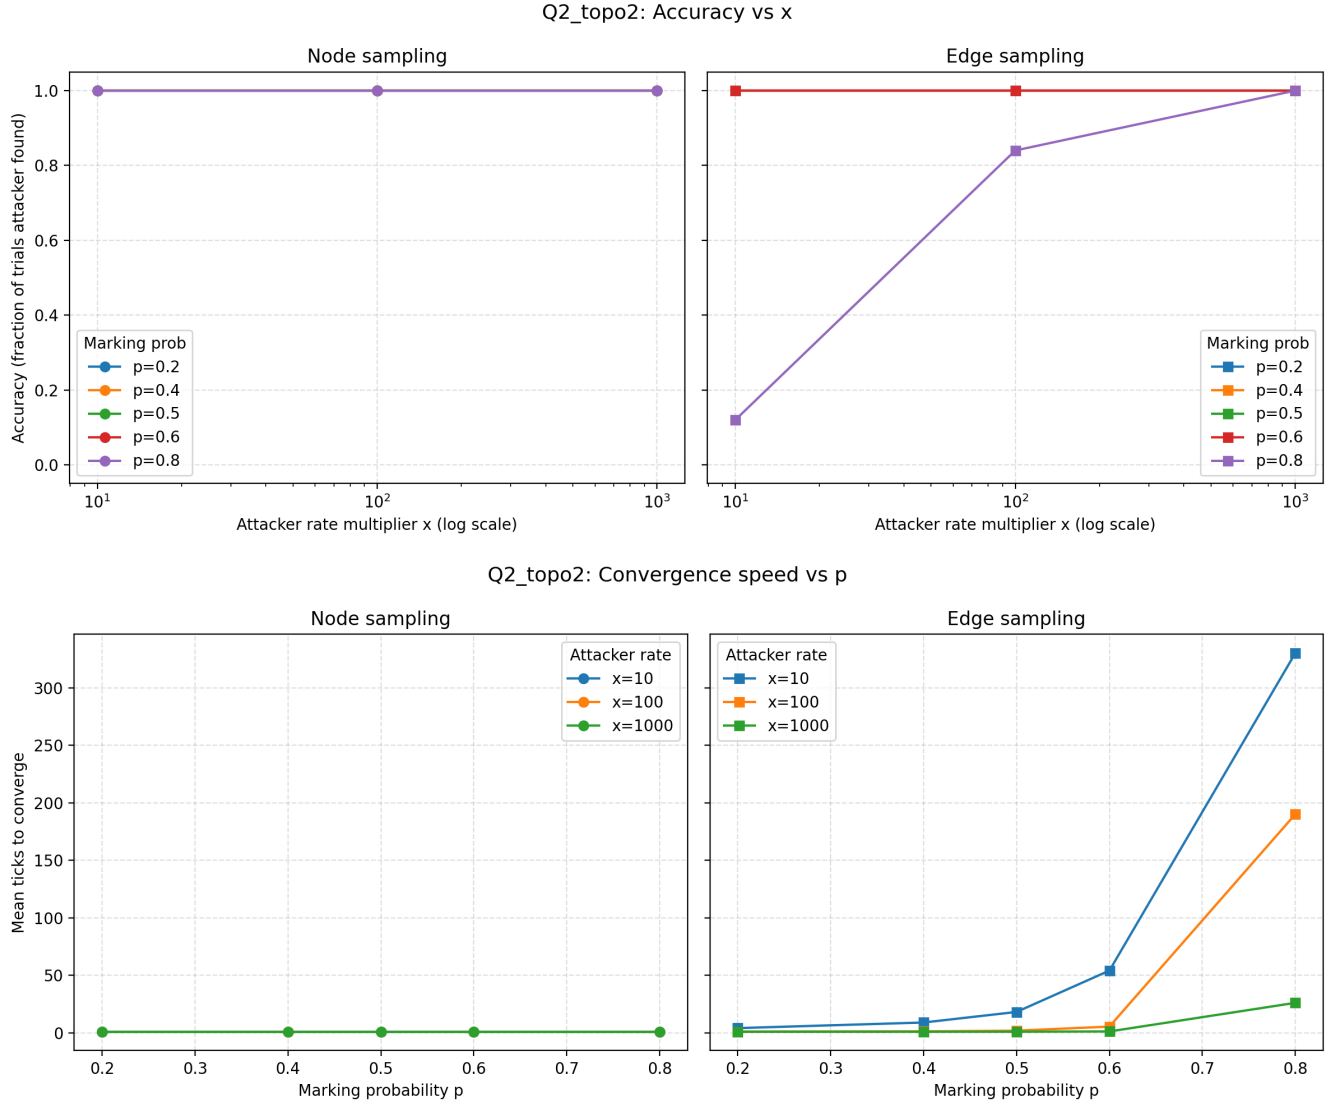 Q2_topo2: Accuracy vs x
Node sampling
Accuracy (fraction of trials attacker found)
1.0
0.8
0.6
0.4
0.2
0.0
Marking prob
p=0.2
p=0.4
p=0.5
p=0.6
p=0.8
10¹ 10² 10³
Attacker rate multiplier x (log scale)
Edge sampling
Marking prob
p=0.2
p=0.4
p=0.5
p=0.6
p=0.8
10¹ 10² 10³
Attacker rate multiplier x (log scale)
Q2_topo2: Convergence speed vs p
Node sampling
Mean ticks to converge
300
250
200
150
100
50
0
Attacker rate
x=10
x=100
x=1000
0.2 0.3 0.4 0.5 0.6 0.7 0.8
Marking probability p
Edge sampling
Attacker rate
x=10
x=100
x=1000
0.2 0.3 0.4 0.5 0.6 0.7 0.8
Marking probability p